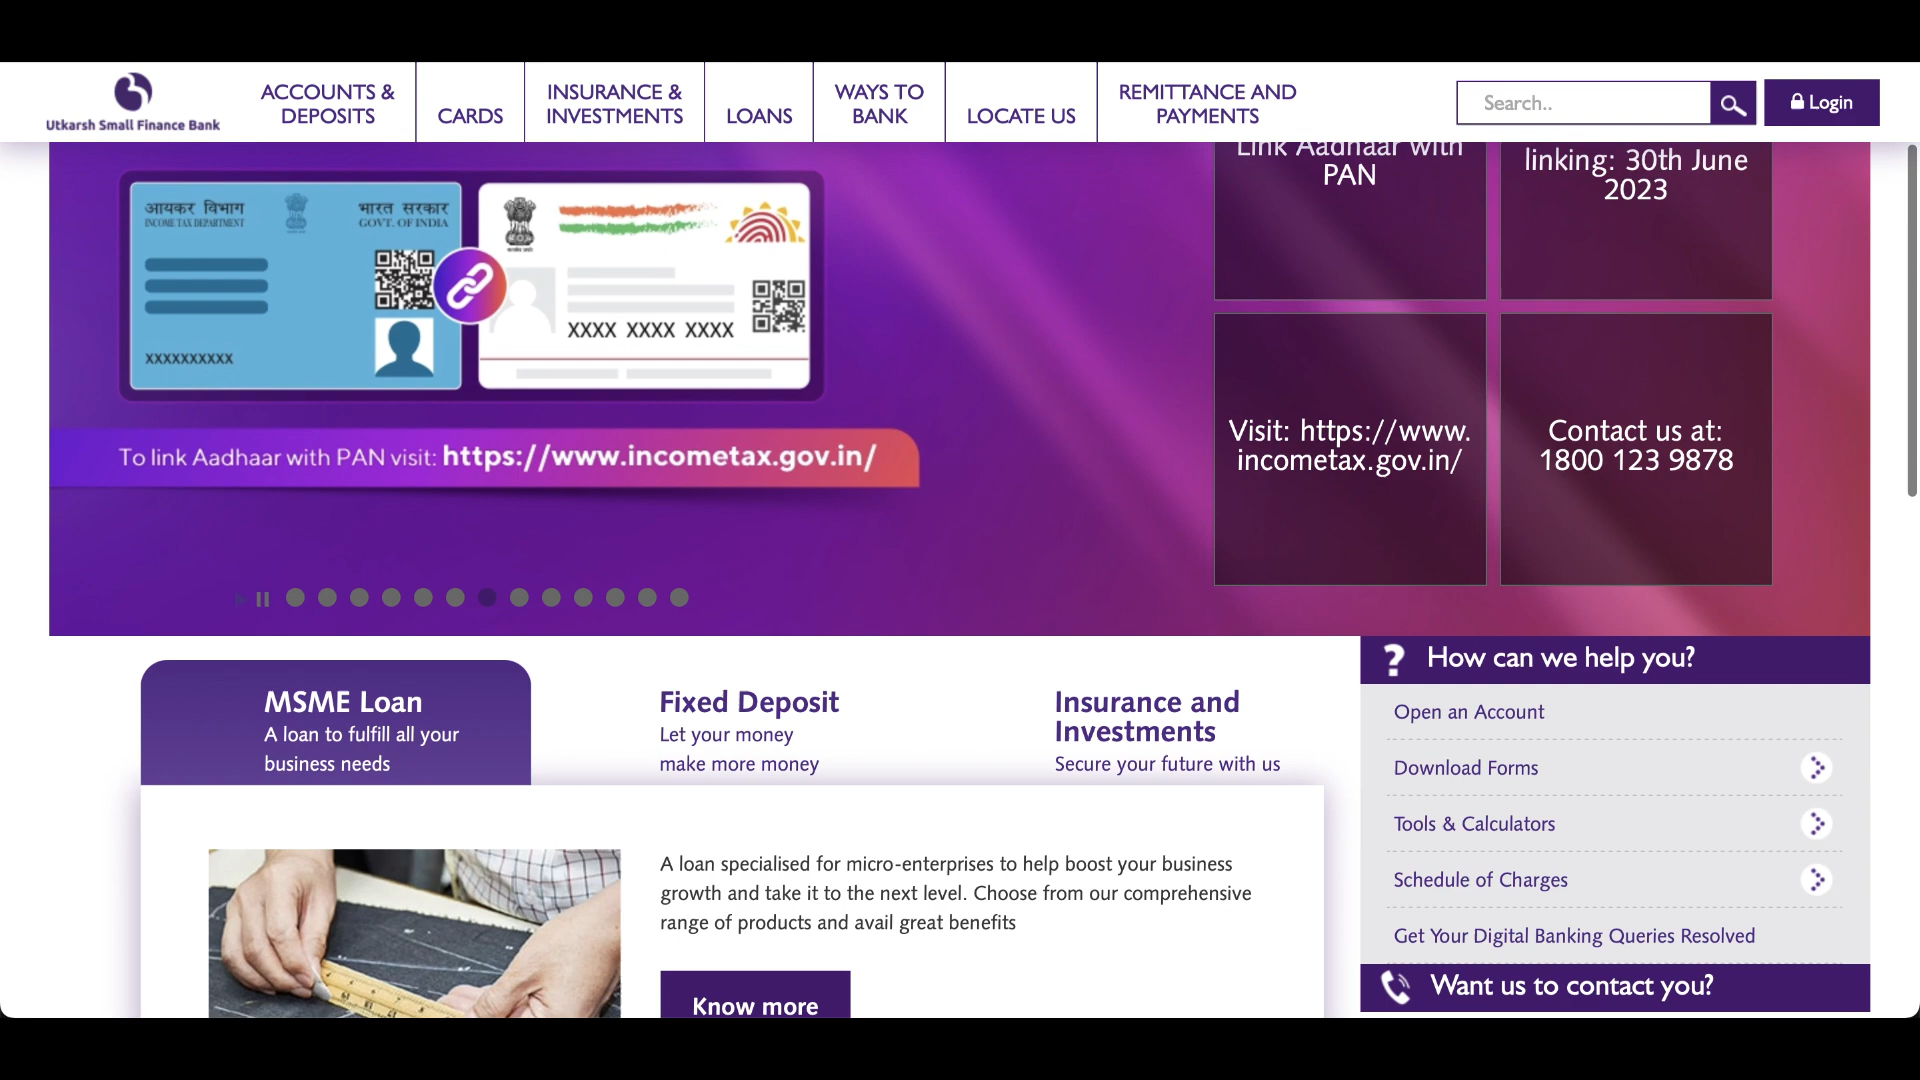 Utkarsh Small Finance Bank
ACCOUNTS &
DEPOSITS
CARDS
INSURANCE &
INVESTMENTS
LOANS
WAYS TO
BANK
LOCATE US
REMITTANCE AND
PAYMENTS
Search..
Login
आयकर विभाग
INCOME TAX DEPARTMENT
भारत सरकार
GOVT. OF INDIA
XXXXXXXXXX
XXXX XXXX XXXX
To link Aadhaar with PAN visit: https://www.incometax.gov.in/
Link Aadhaar with
PAN
linking: 30th June
2023
Visit: https://www.
incometax.gov.in/
Contact us at:
1800 123 9878
MSME Loan
A loan to fulfill all your
business needs
Fixed Deposit
Let your money
make more money
Insurance and
Investments
Secure your future with us
A loan specialised for micro-enterprises to help boost your business
growth and take it to the next level. Choose from our comprehensive
range of products and avail great benefits
Know more
How can we help you?
Open an Account
Download Forms
Tools & Calculators
Schedule of Charges
Get Your Digital Banking Queries Resolved
Want us to contact you?